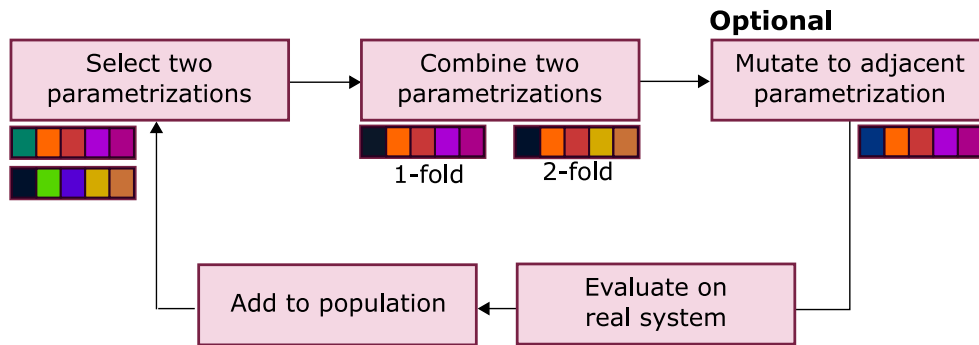 Optional
Select two
parametrizations
Combine two
parametrizations
Mutate to adjacent
parametrization
1-fold
2-fold
Add to population
Evaluate on
real system